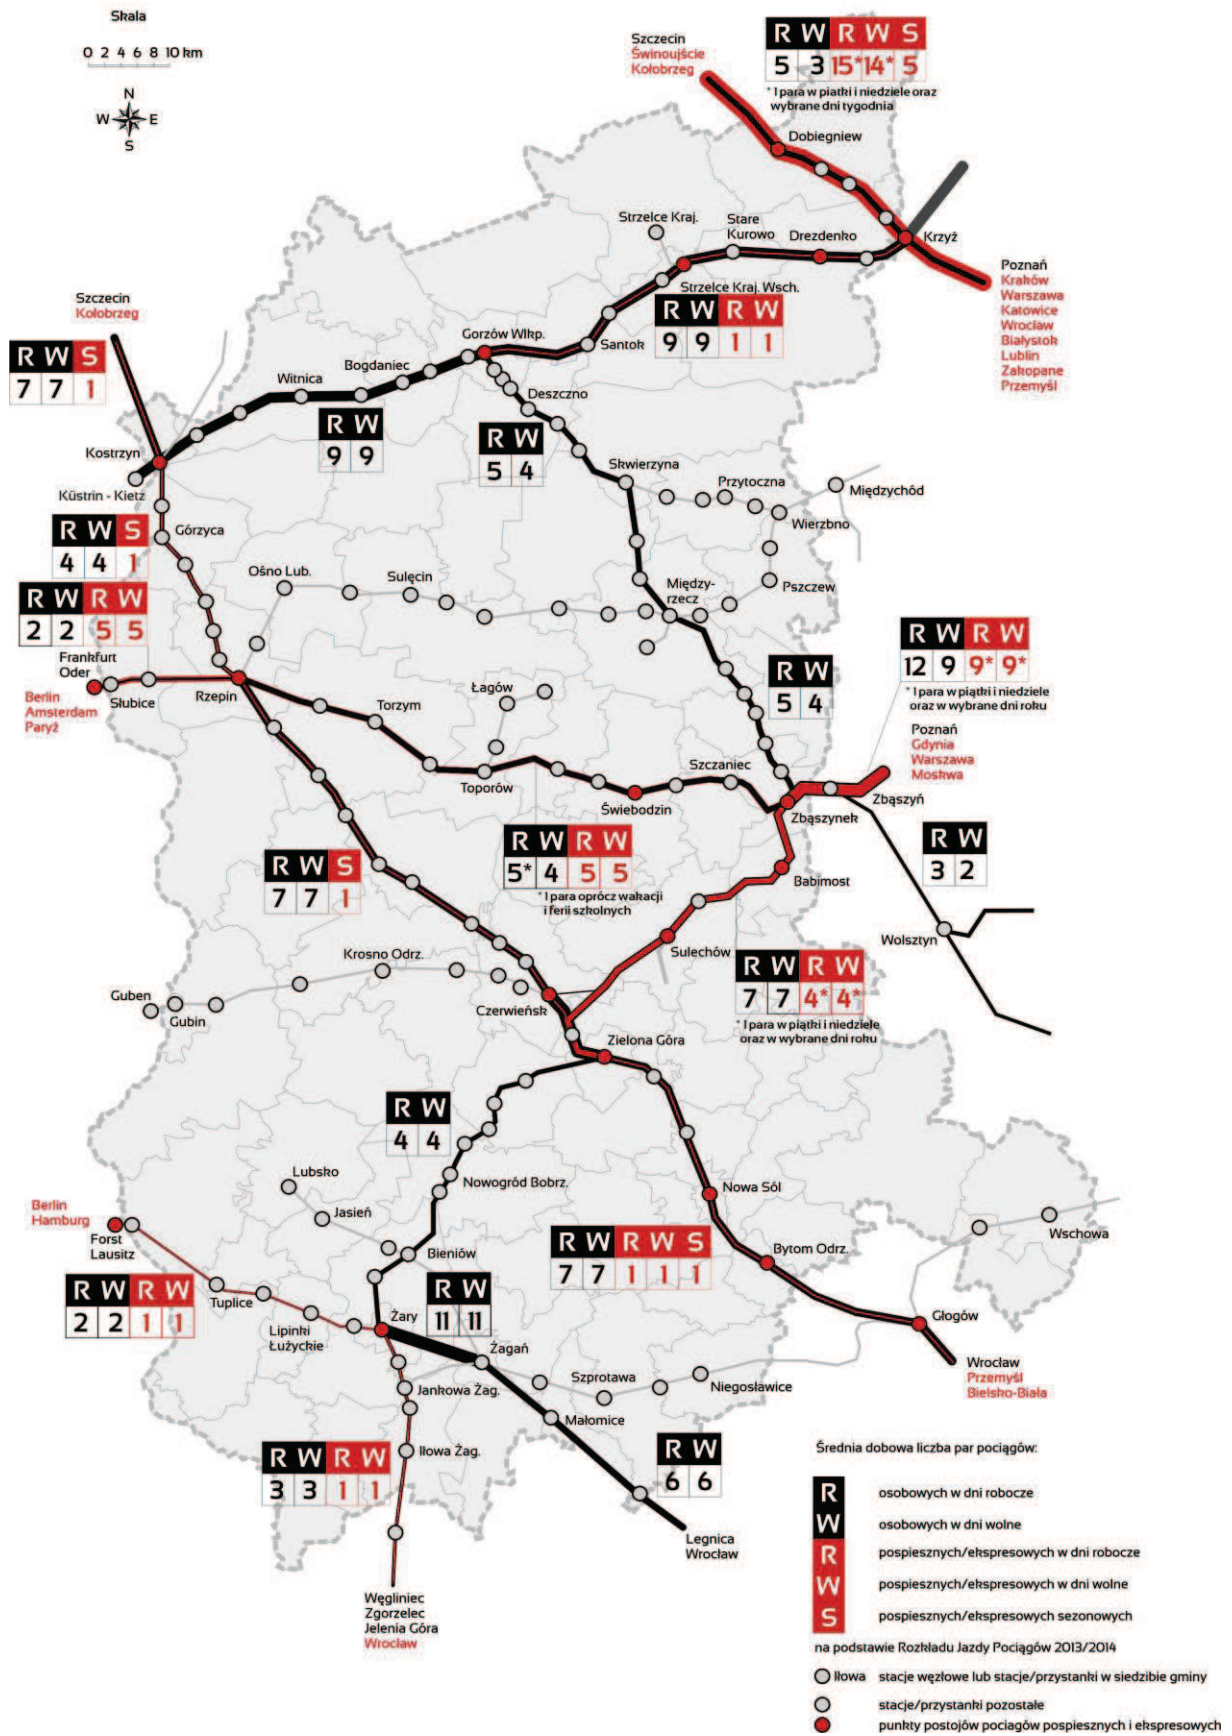 Skala
0 2 4 6 8 10 km
N
W E
S
Szczecin
Świnoujście
Kołobrzeg
R W R W S
5 3 15* 14* 5
* 1 para w piatki i niedziele oraz
wybrane dni tygodnia
Dobiegniew
Strzelce Kraj.
Stare
Kurowo
Drezdenko
Krzyż
Poznań
Kraków
Warszawa
Katowice
Wrocław
Białystok
Lublin
Zakopane
Przemyśl
Strzelce Kraj. Wsch.
R W R W
9 9 1 1
Szczecin
Kołobrzeg
R W S
7 7 1
Gorzów Wlkp.
Santok
Bogdaniec
Witnica
Deszczno
R W
9 9
R W
5 4
Kostrzyn
Küstrin - Kietz
Skwierzyna
Przytoczna
Międzychód
Wierzbno
R W S
4 4 1
Górzyca
Ośno Lub.
Sulęcin
Między-
rzecz
Pszczew
R W R W
2 2 5 5
Frankfurt
Oder
Berlin
Amsterdam
Paryż
Słubice
Rzepin
Torzym
Łagów
R W
5 4
R W R W
12 9 9* 9*
* 1 para w piątki i niedziele
oraz w wybrane dni roku
Poznań
Gdynia
Warszawa
Moskwa
Toporów
Szczaniec
Świebodzin
Zbąszynek
Zbąszyń
R W
3 2
R W S
7 7 1
R W R W
5* 4 5 5
* 1 para oprócz wakacji
i ferii szkolnych
Babimost
Wolsztyn
Sulechów
Krosno Odrz.
Guben
Gubin
Czerwieńsk
R W R W
7 7 4* 4*
* 1 para w piątki i niedziele
oraz w wybrane dni roku
Zielona Góra
R W
4 4
Lubsko
Nowogród Bobrz.
Jasień
Nowa Sól
Berlin
Hamburg
Forst
Lausitz
Bieniów
R W R W S
7 7 1 1 1
Bytom Odrz.
Wschowa
R W R W
2 2 1 1
Tuplice
R W
11 11
Lipinki
Łużyckie
Żary
Żagań
Głogów
Wrocław
Przemyśl
Bielsko-Biała
Jankowa Żag.
Szprotawa
Niegosławice
Małomice
R W R W
3 3 1 1
Iłowa Żag.
R W
6 6
Legnica
Wrocław
Węgliniec
Zgorzelec
Jelenia Góra
Wrocław
Średnia dobowa liczba par pociągów:
R osobowych w dni robocze
W osobowych w dni wolne
R pospiesznych/ekspresowych w dni robocze
W pospiesznych/ekspresowych w dni wolne
S pospiesznych/ekspresowych sezonowych
na podstawie Rozkładu Jazdy Pociągów 2013/2014
Iłowa stacje węzłowe lub stacje/przystanki w siedzibie gminy
stacje/przystanki pozostałe
punkty postojów pociągów pospiesznych i ekspresowych